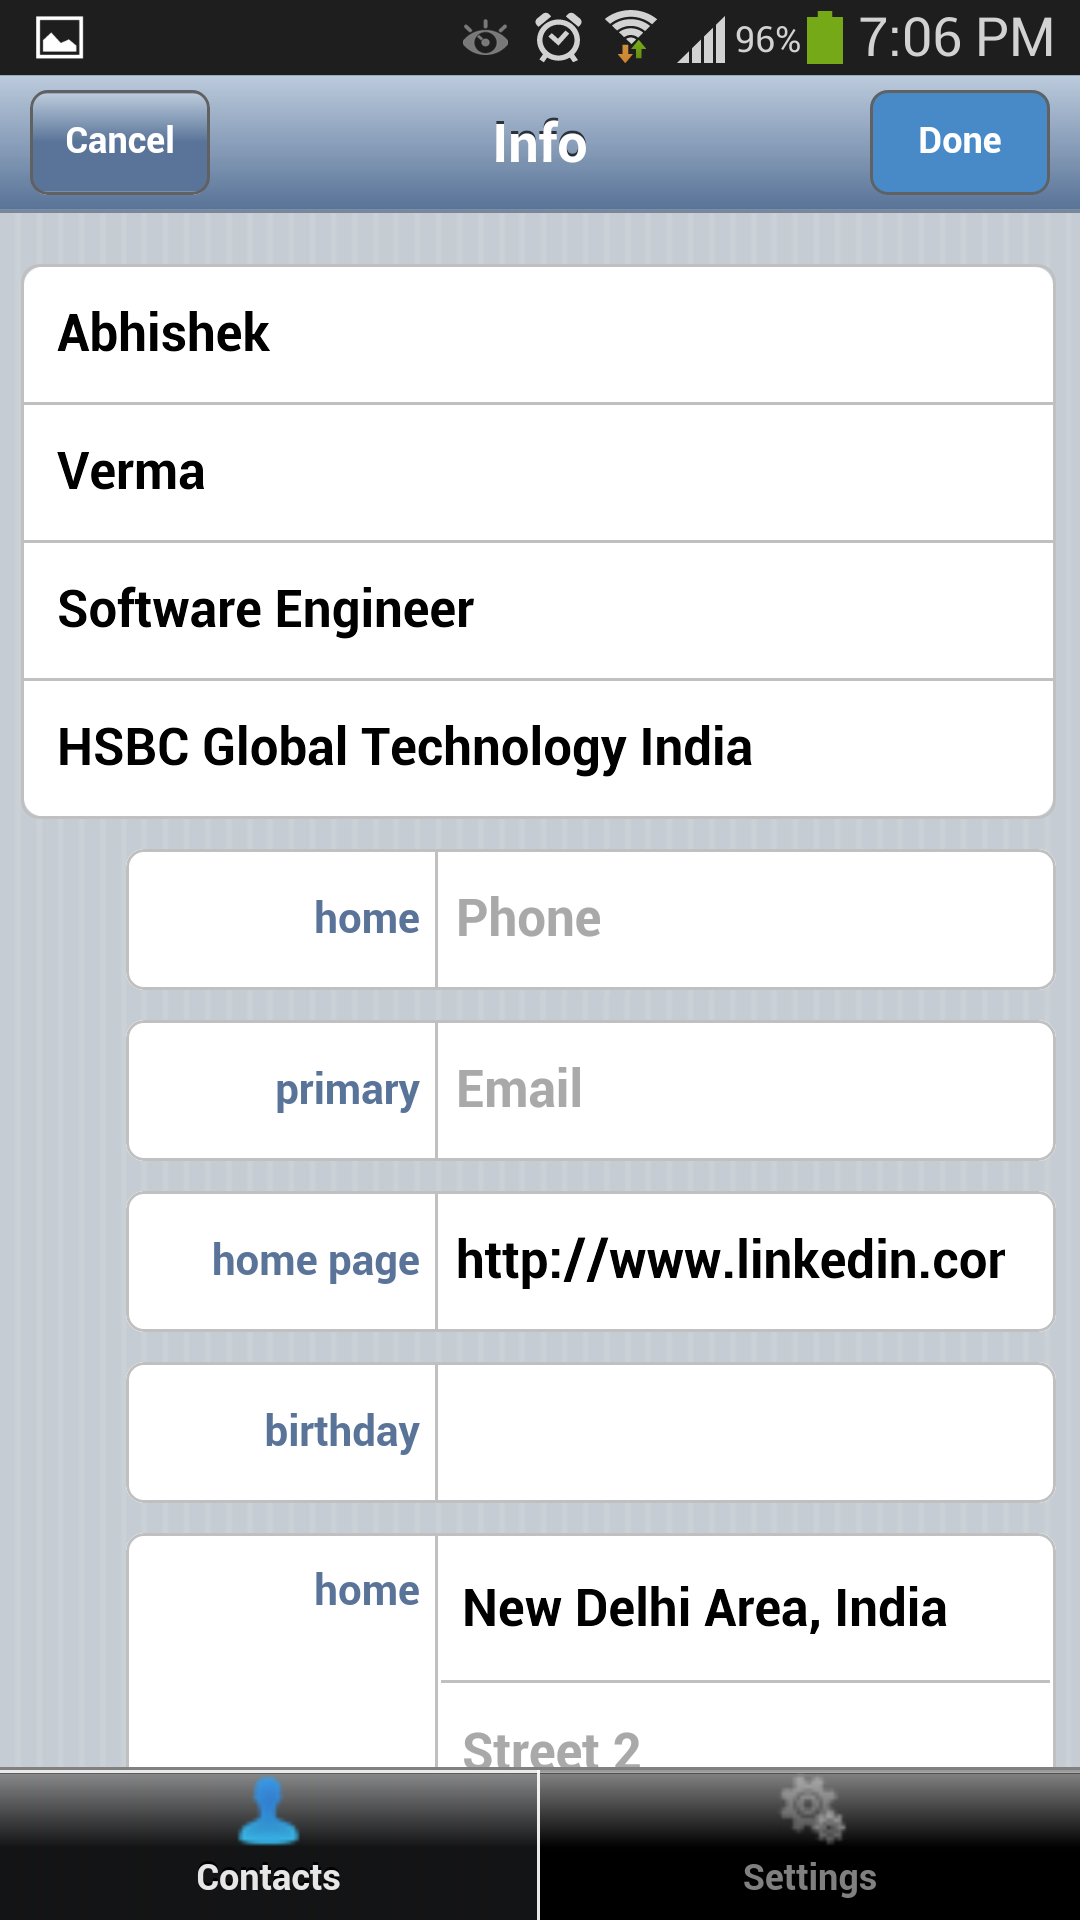 96% 7:06 PM
Cancel Info Done
Abhishek
Verma
Software Engineer
HSBC Global Technology India
home Phone
primary Email
home page http://www.linkedin.cor
birthday
home New Delhi Area, India
Street 2
Contacts Settings